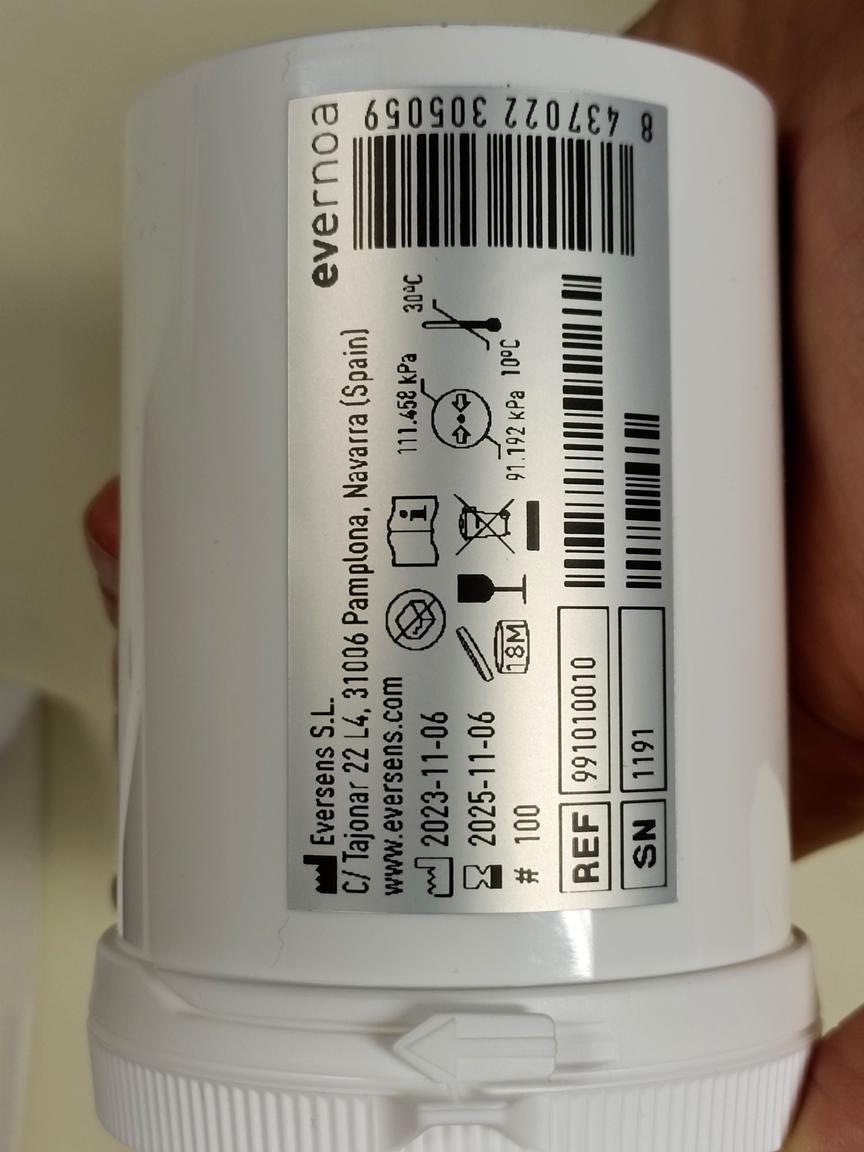 Eversens S.L.
C/ Tajonar 22 L4, 31006 Pamplona, Navarra (Spain)
www.eversens.com
evernoa
2023-11-06
2025-11-06
# 100
18M
111.458 kPa
91.192 kPa
30ºC
10ºC
REF 991010010
SN 1191
8 437022 305059